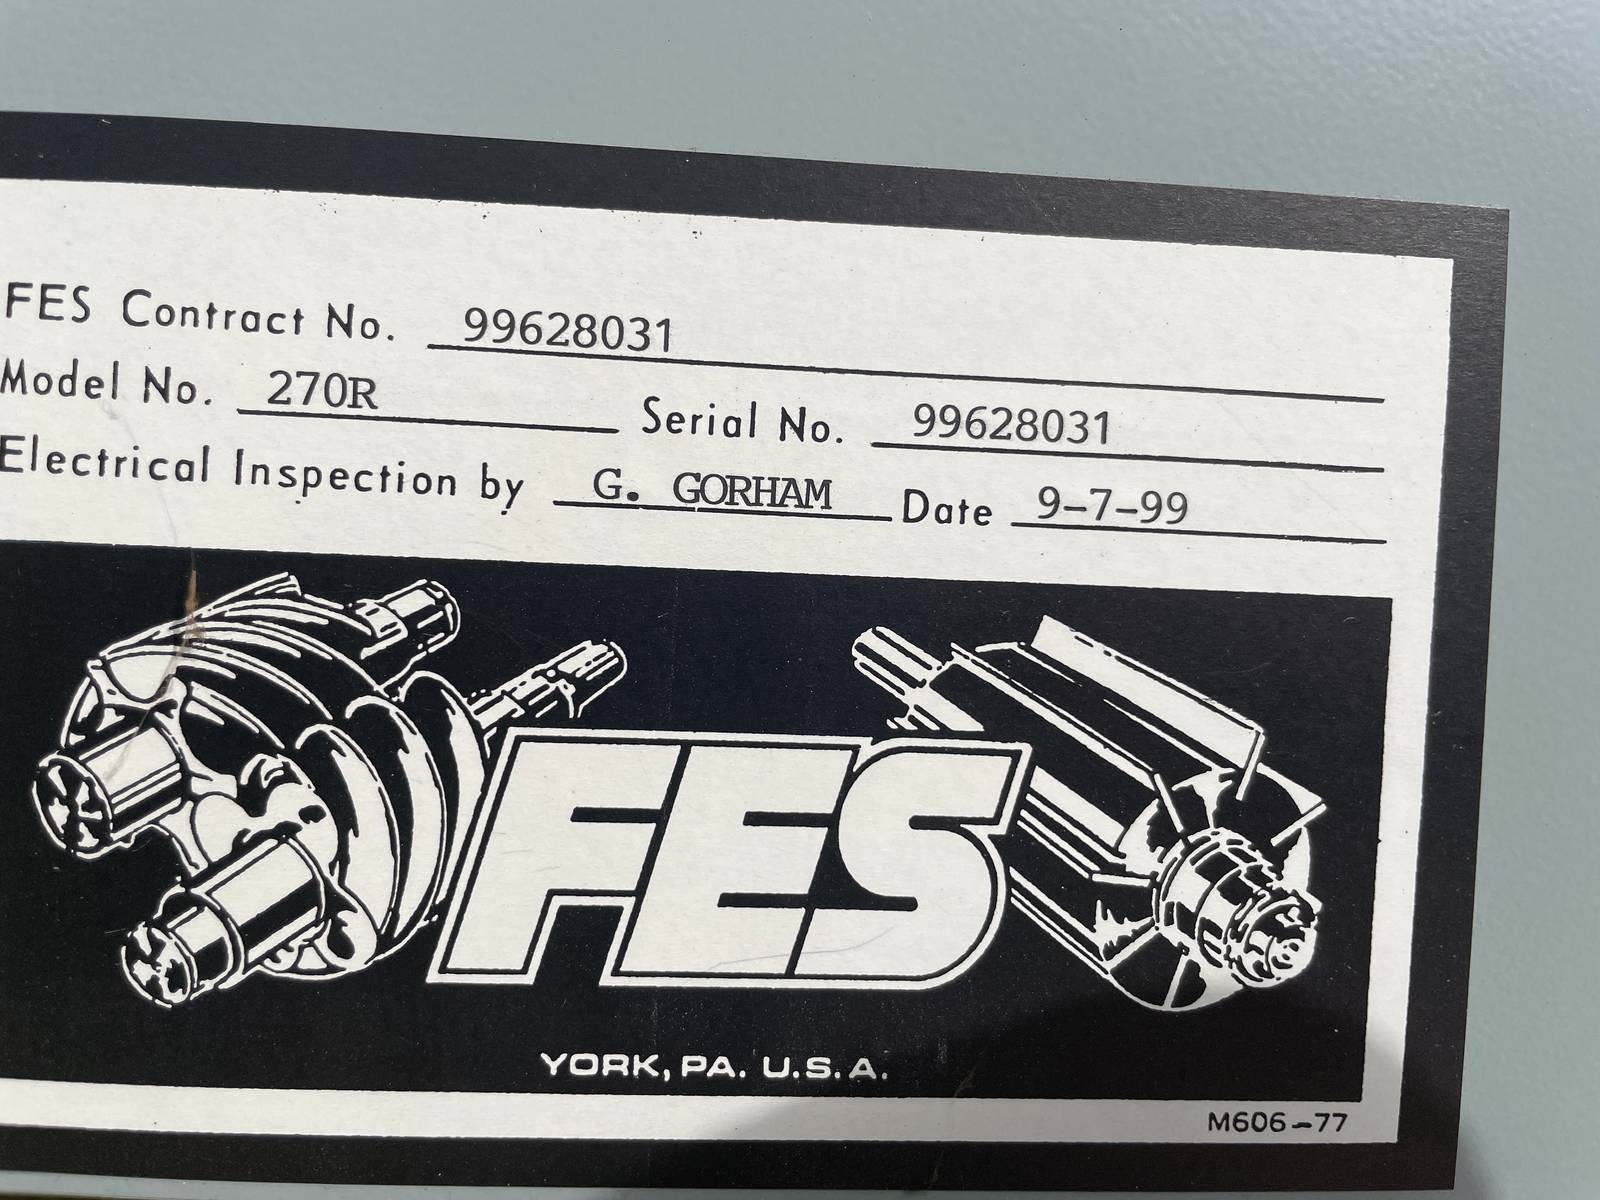 FES Contract No. 99628031
Model No. 270R Serial No. 99628031
Electrical Inspection by G. GORHAM Date 9-7-99
FES
YORK, PA. U.S.A.
M606-77